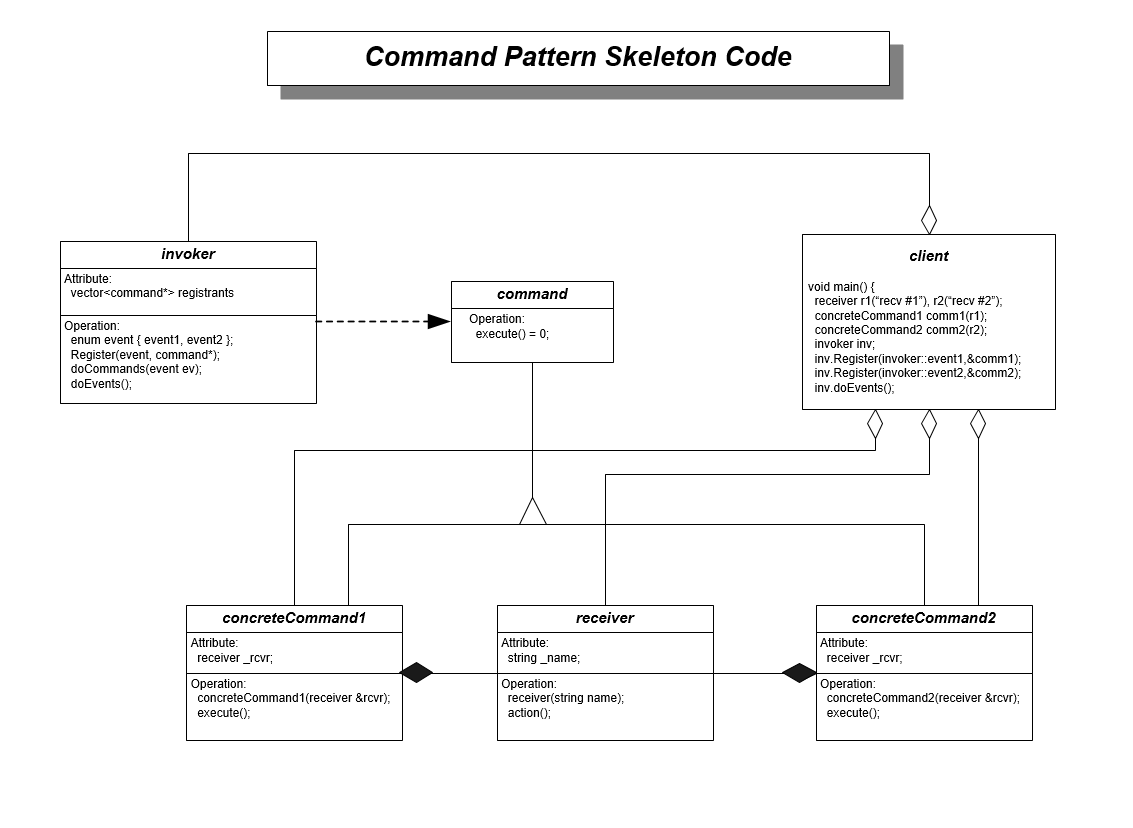 Command Pattern Skeleton Code
invoker
Attribute:
vector<command*> registrants
Operation:
enum event { event1, event2 };
Register(event, command*);
doCommands(event ev);
doEvents();
command
Operation:
execute() = 0;
client
void main() {
receiver r1(“recv #1”), r2(“recv #2”);
concreteCommand1 comm1(r1);
concreteCommand2 comm2(r2);
invoker inv;
inv.Register(invoker::event1,&comm1);
inv.Register(invoker::event2,&comm2);
inv.doEvents();
concreteCommand1
Attribute:
receiver _rcvr;
Operation:
concreteCommand1(receiver &rcvr);
execute();
receiver
Attribute:
string _name;
Operation:
receiver(string name);
action();
concreteCommand2
Attribute:
receiver _rcvr;
Operation:
concreteCommand2(receiver &rcvr);
execute();